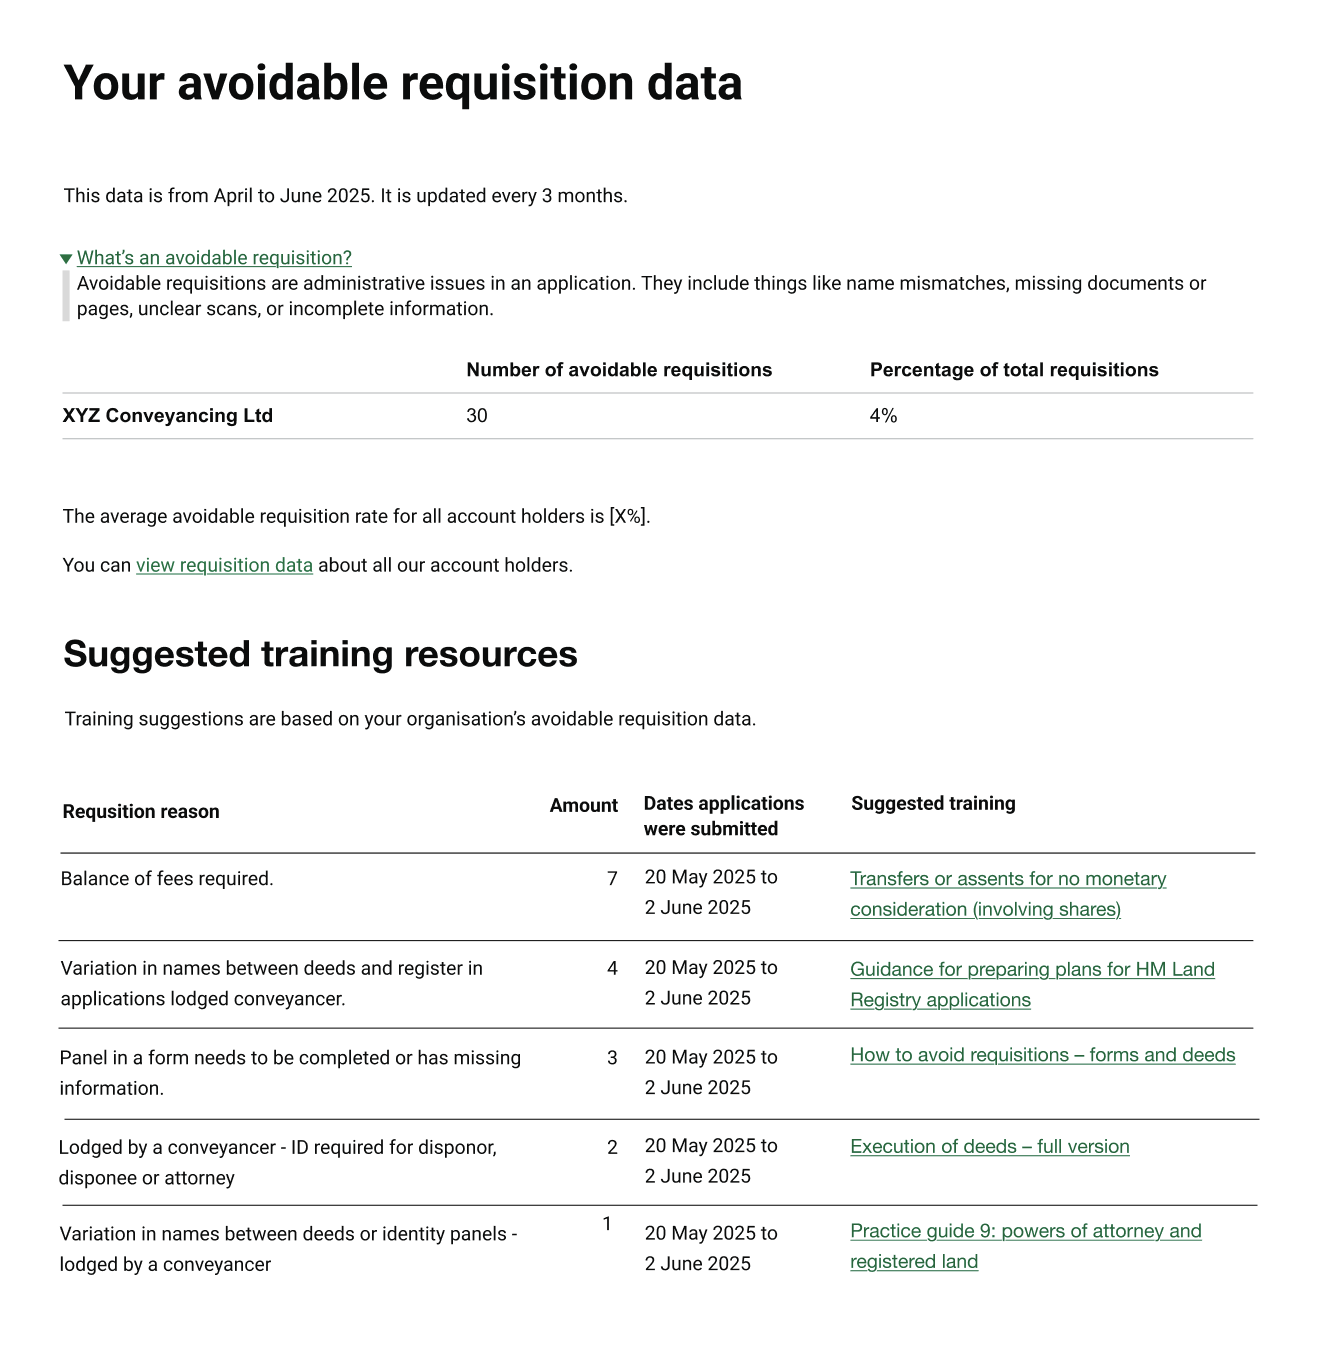 Your avoidable requisition data
This data is from April to June 2025. It is updated every 3 months.
▼ What’s an avoidable requisition?
Avoidable requisitions are administrative issues in an application. They include things like name mismatches, missing documents or
pages, unclear scans, or incomplete information.
Number of avoidable requisitions Percentage of total requisitions
XYZ Conveyancing Ltd 30 4%
The average avoidable requisition rate for all account holders is [X%].
You can view requisition data about all our account holders.
Suggested training resources
Training suggestions are based on your organisation’s avoidable requisition data.
Requsition reason Amount Dates applications Suggested training
were submitted
Balance of fees required. 7 20 May 2025 to Transfers or assents for no monetary
2 June 2025 consideration (involving shares)
Variation in names between deeds and register in 4 20 May 2025 to Guidance for preparing plans for HM Land
applications lodged conveyancer. 2 June 2025 Registry applications
Panel in a form needs to be completed or has missing 3 20 May 2025 to How to avoid requisitions – forms and deeds
information. 2 June 2025
Lodged by a conveyancer - ID required for disponor, 2 20 May 2025 to Execution of deeds – full version
disponee or attorney 2 June 2025
Variation in names between deeds or identity panels - 1 20 May 2025 to Practice guide 9: powers of attorney and
lodged by a conveyancer 2 June 2025 registered land